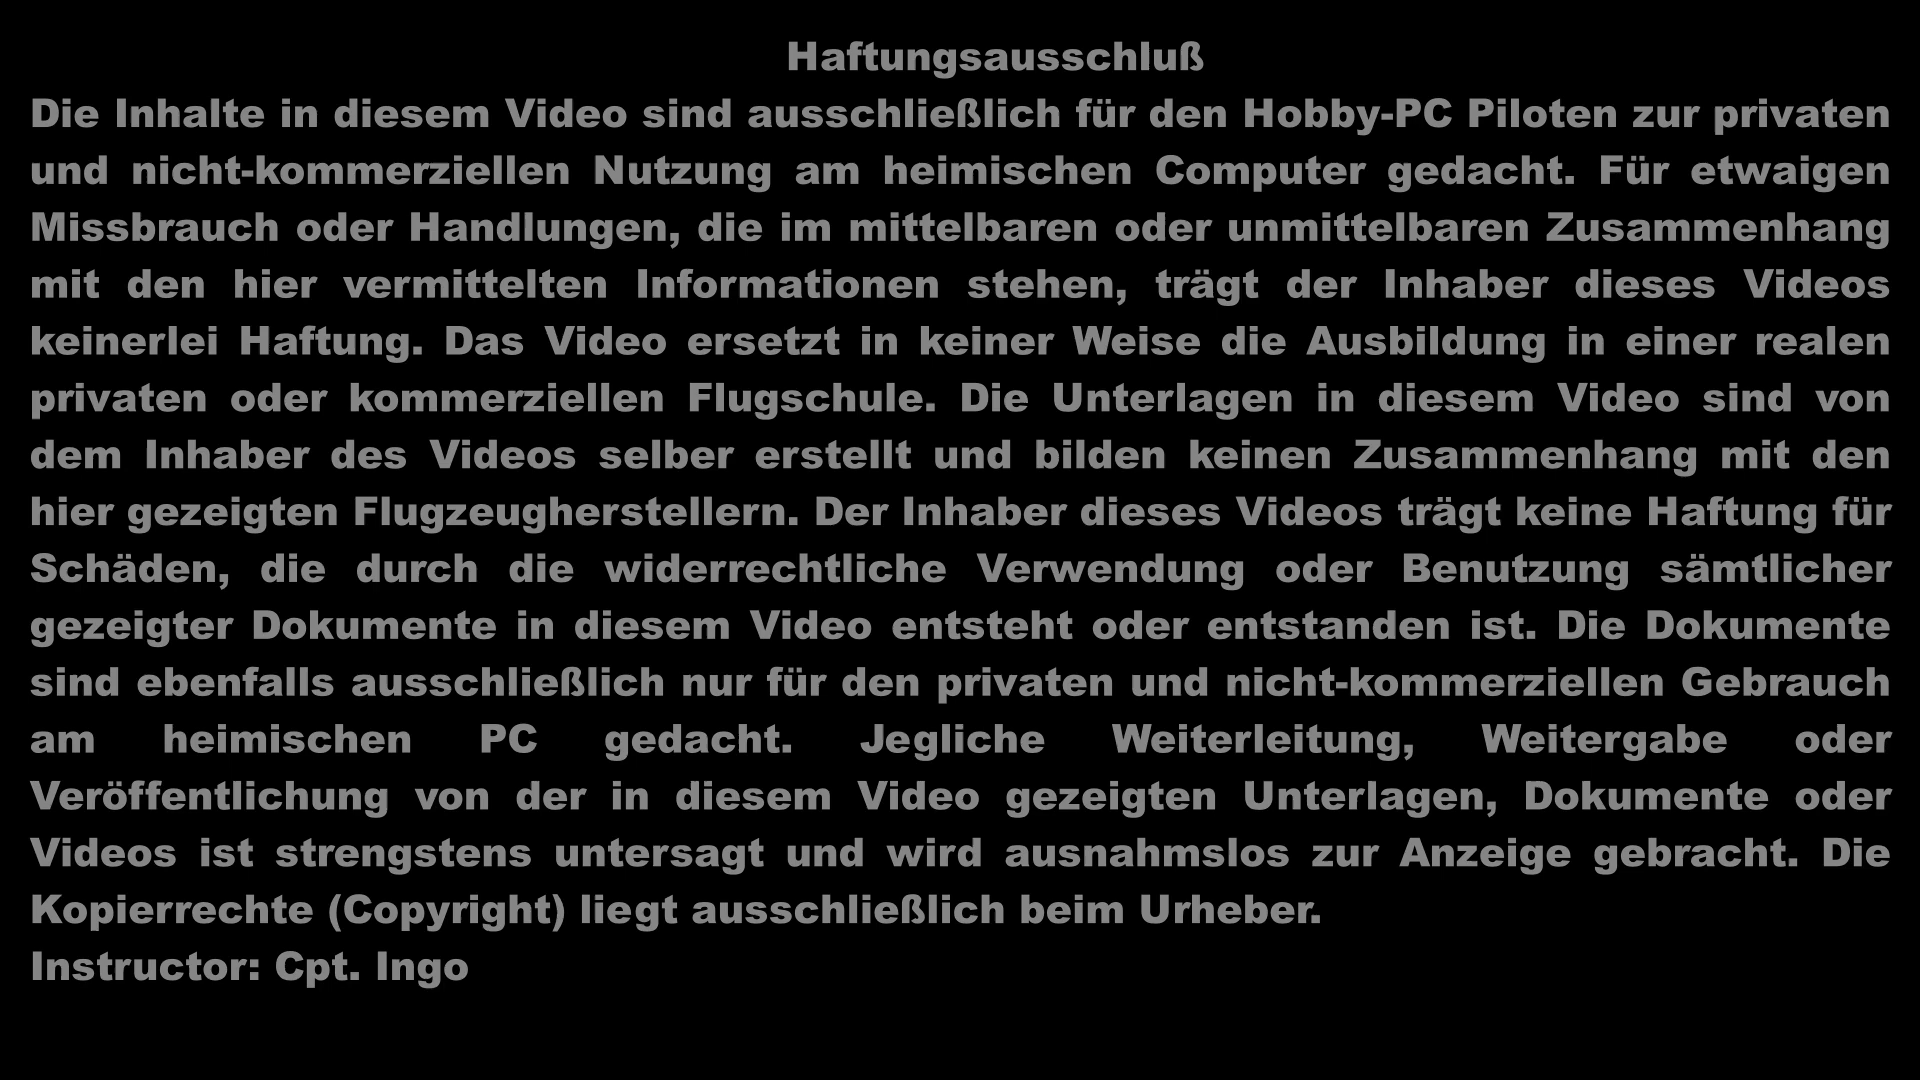 Haftungsausschluß
Die Inhalte in diesem Video sind ausschließlich für den Hobby-PC Piloten zur privaten
und nicht-kommerziellen Nutzung am heimischen Computer gedacht. Für etwaigen
Missbrauch oder Handlungen, die im mittelbaren oder unmittelbaren Zusammenhang
mit den hier vermittelten Informationen stehen, trägt der Inhaber dieses Videos
keinerlei Haftung. Das Video ersetzt in keiner Weise die Ausbildung in einer realen
privaten oder kommerziellen Flugschule. Die Unterlagen in diesem Video sind von
dem Inhaber des Videos selber erstellt und bilden keinen Zusammenhang mit den
hier gezeigten Flugzeugherstellern. Der Inhaber dieses Videos trägt keine Haftung für
Schäden, die durch die widerrechtliche Verwendung oder Benutzung sämtlicher
gezeigter Dokumente in diesem Video entsteht oder entstanden ist. Die Dokumente
sind ebenfalls ausschließlich nur für den privaten und nicht-kommerziellen Gebrauch
am heimischen PC gedacht. Jegliche Weiterleitung, Weitergabe oder
Veröffentlichung von der in diesem Video gezeigten Unterlagen, Dokumente oder
Videos ist strengstens untersagt und wird ausnahmslos zur Anzeige gebracht. Die
Kopierrechte (Copyright) liegt ausschließlich beim Urheber.
Instructor: Cpt. Ingo